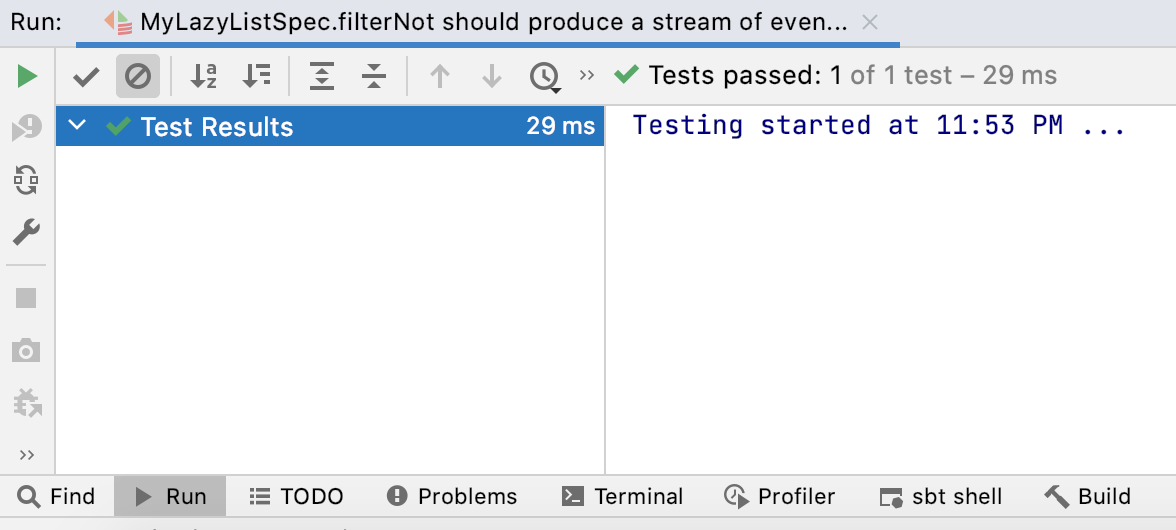 Run: MyLazyListSpec.filterNot should produce a stream of even...
Tests passed: 1 of 1 test – 29 ms
Test Results 29 ms
Testing started at 11:53 PM ...
Find Run TODO Problems Terminal Profiler sbt shell Build